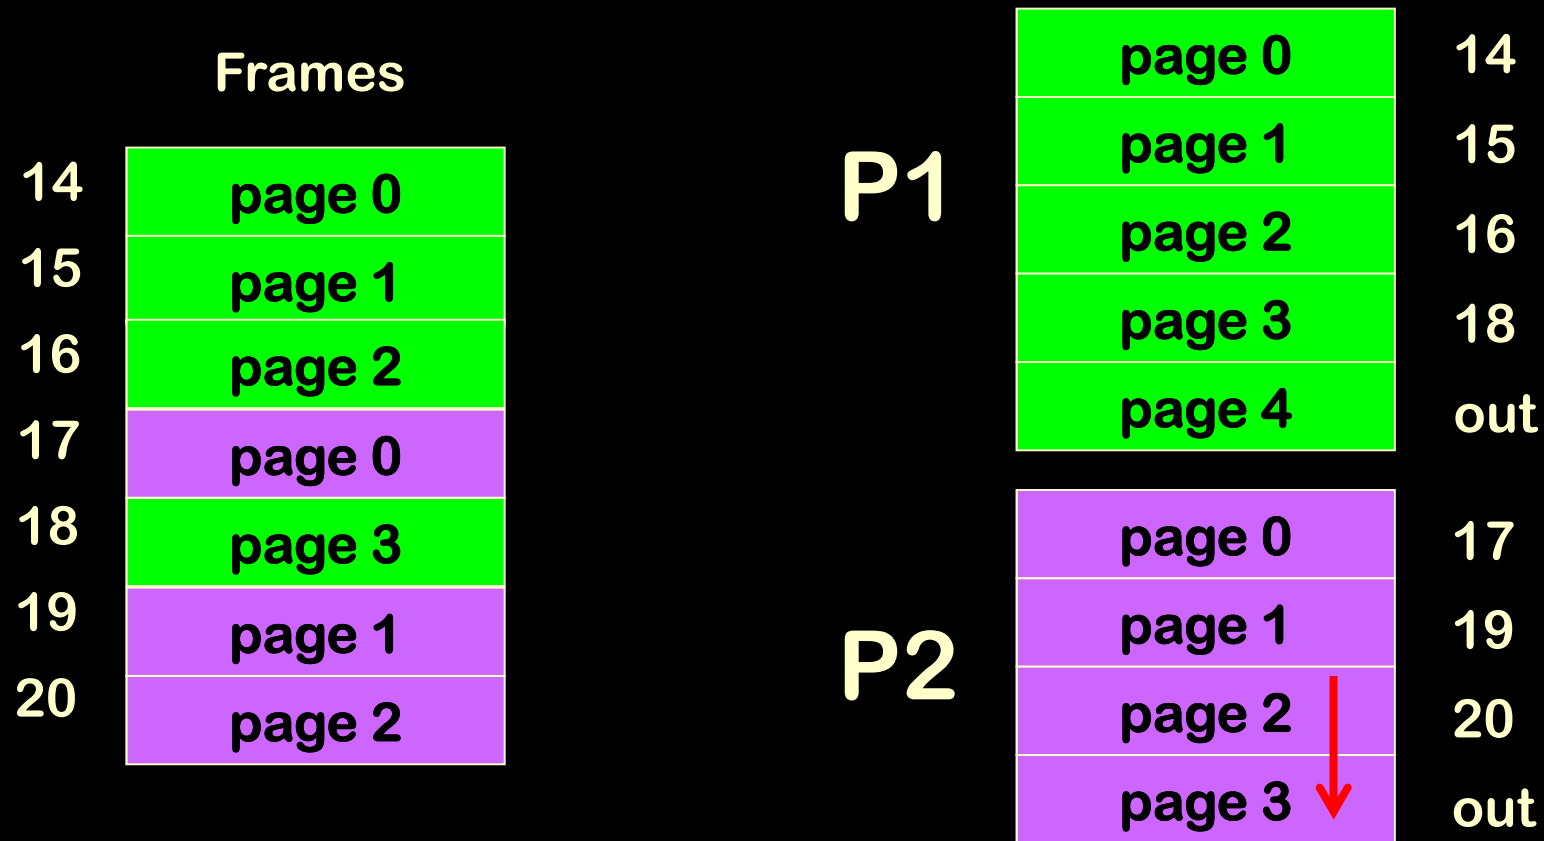 Frames
14 page 0
15 page 1
16 page 2
17 page 0
18 page 3
19 page 1
20 page 2
P1
page 0 14
page 1 15
page 2 16
page 3 18
page 4 out
P2
page 0 17
page 1 19
page 2 20
page 3 out